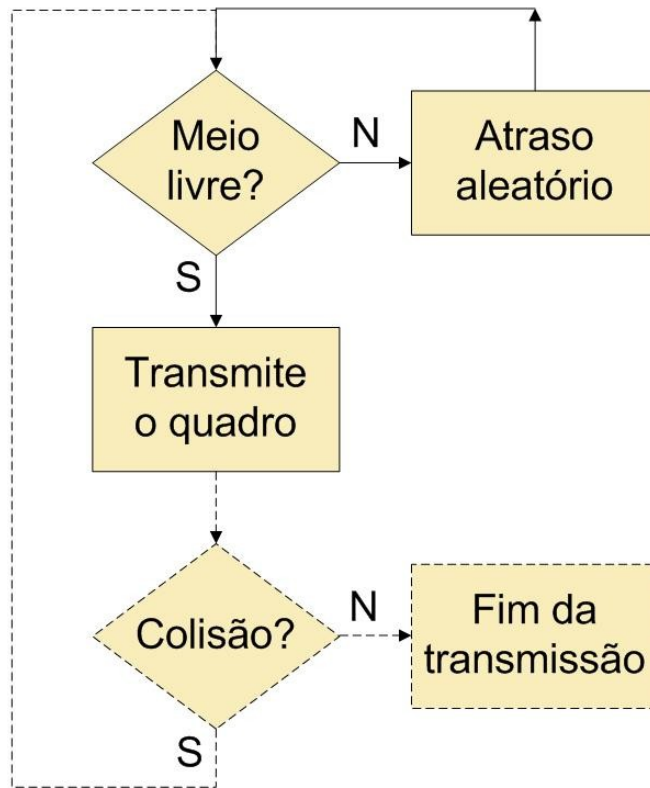 Meio
livre?
N
Atraso
aleatório
S
Transmite
o quadro
Colisão?
N
Fim da
transmissão
S